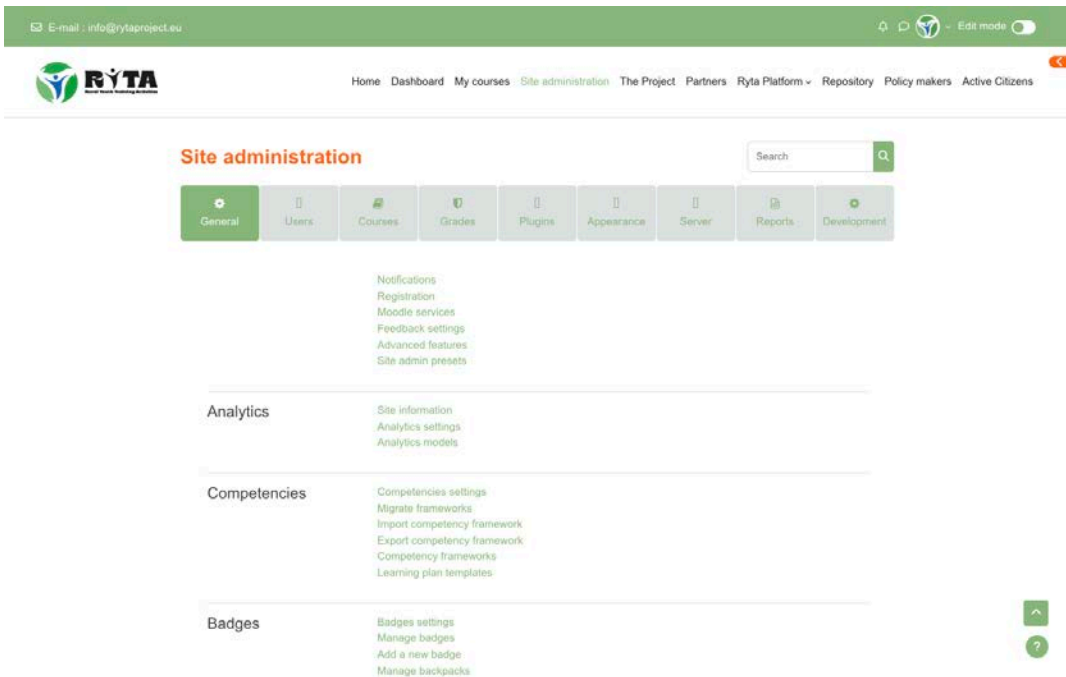 E-mail : info@rytaproject.eu
Edit mode
RYTA
Rural Youth Training Activities
Home Dashboard My courses Site administration The Project Partners Ryta Platform Repository Policy makers Active Citizens
Site administration
Search
General Users Courses Grades Plugins Appearance Server Reports Development
Notifications
Registration
Moodle services
Feedback settings
Advanced features
Site admin presets
Analytics
Site information
Analytics settings
Analytics models
Competencies
Competencies settings
Migrate frameworks
Import competency framework
Export competency framework
Competency frameworks
Learning plan templates
Badges
Badges settings
Manage badges
Add a new badge
Manage backpacks
?